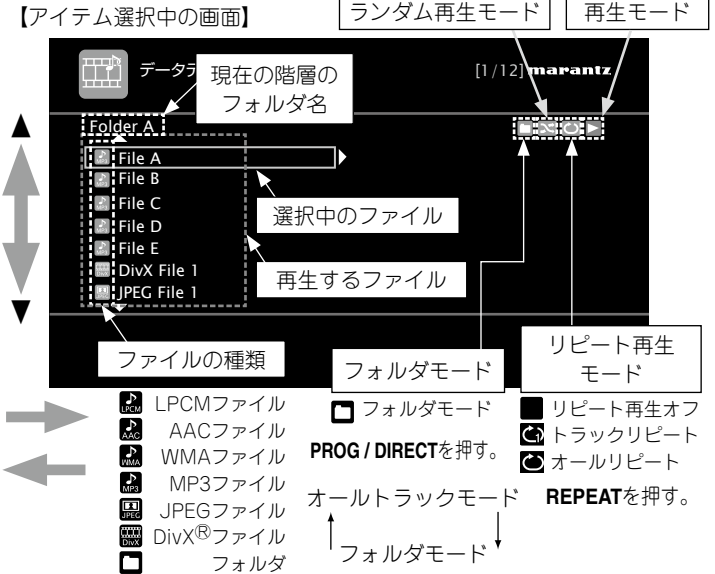 【アイテム選択中の画面】
ランダム再生モード
再生モード
データラ
現在の階層の
フォルダ名
[1/12]
marantz
Folder A
File A
File B
File C
File D
File E
DivX File 1
JPEG File 1
選択中のファイル
再生するファイル
ファイルの種類
フォルダモード
リピート再生
モード
LPCM LPCMファイル
AAC AACファイル
WMA WMAファイル
MP3 MP3ファイル
JPEG JPEGファイル
DivX DivX®ファイル
フォルダ
フォルダモード
PROG / DIRECTを押す。
オールトラックモード
フォルダモード
リピート再生オフ
1 トラックリピート
オールリピート
REPEATを押す。